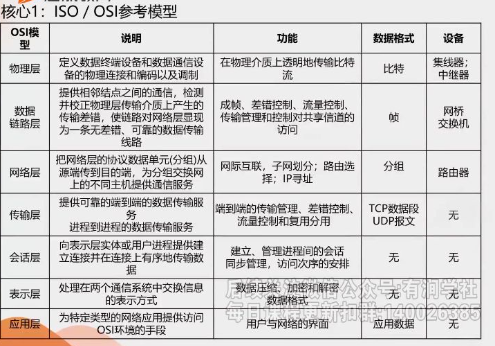 核心1：ISO / OSI参考模型
OSI模型 说明 功能 数据格式 设备
物理层 定义数据终端设备和数据通信设备的物理连接和编码以及调制 在物理介质上透明地传输比特流 比特 集线器；中继器
数据链路层 提供相邻结点之间的通信，检测并校正物理层传输介质上产生的传输差错，使链路对网络层显现为一条无差错、可靠的数据传输线路 成帧、差错控制、流量控制、传输管理和控制对共享信道的访问 帧 网桥 交换机
网络层 把网络层的协议数据单元(分组)从源端传到目的端，为分组交换网上的不同主机提供通信服务 网际互联，子网划分；路由选择；IP寻址 分组 路由器
传输层 提供可靠的端到端的数据传输服务 进程到进程的数据传输服务 端到端的传输管理、差错控制、流量控制和复用分用 TCP数据段 UDP报文 无
会话层 向表示层实体或用户进程提供建立连接并在连接上有序地传输数据 建立、管理进程间的会话 同步管理，访问次序的安排 无 无
表示层 处理在两个通信系统中交换信息的表示方式 数据压缩、加密和解密 数据格式 无 无
应用层 为特定类型的网络应用提供访问OSI环境的手段 用户与网络的界面 应用数据 无
微信公众号:有润学社
每日课程更新扣群:140026385